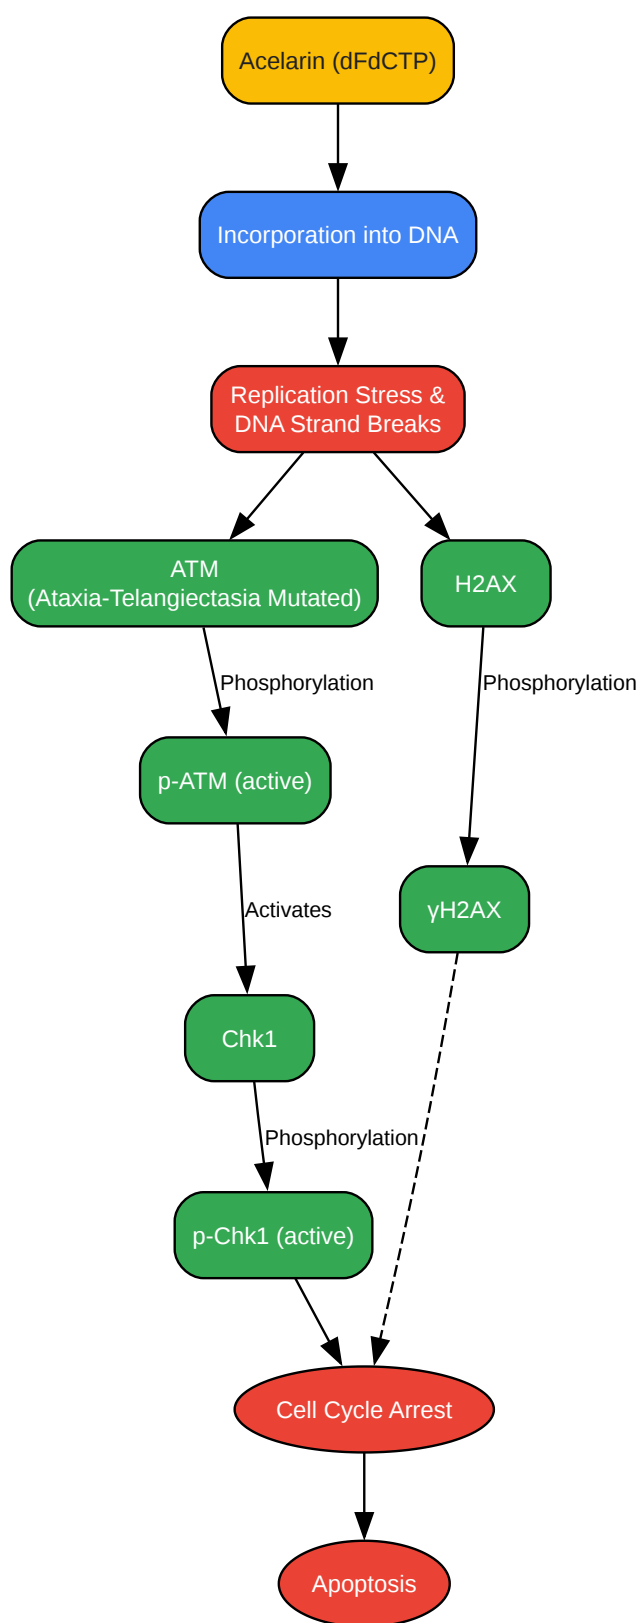 Acelarin (dFdCTP)
Incorporation into DNA
Replication Stress &
DNA Strand Breaks
ATM
(Ataxia-Telangiectasia Mutated)
H2AX
Phosphorylation
Phosphorylation
p-ATM (active)
Activates
γH2AX
Chk1
Phosphorylation
p-Chk1 (active)
Cell Cycle Arrest
Apoptosis